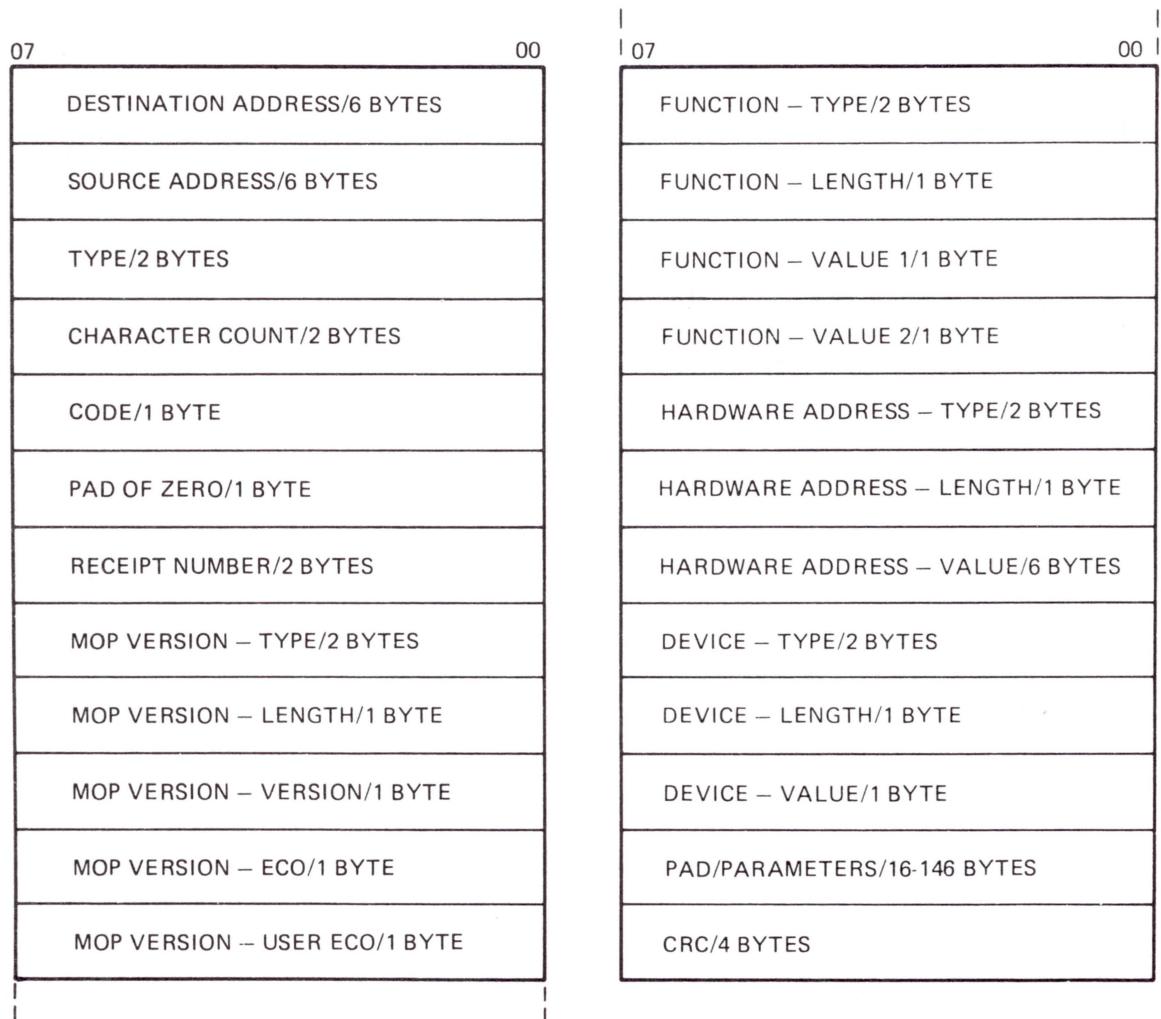 07 00
DESTINATION ADDRESS/6 BYTES
SOURCE ADDRESS/6 BYTES
TYPE/2 BYTES
CHARACTER COUNT/2 BYTES
CODE/1 BYTE
PAD OF ZERO/1 BYTE
RECEIPT NUMBER/2 BYTES
MOP VERSION – TYPE/2 BYTES
MOP VERSION – LENGTH/1 BYTE
MOP VERSION – VERSION/1 BYTE
MOP VERSION – ECO/1 BYTE
MOP VERSION – USER ECO/1 BYTE
07 00
FUNCTION – TYPE/2 BYTES
FUNCTION – LENGTH/1 BYTE
FUNCTION – VALUE 1/1 BYTE
FUNCTION – VALUE 2/1 BYTE
HARDWARE ADDRESS – TYPE/2 BYTES
HARDWARE ADDRESS – LENGTH/1 BYTE
HARDWARE ADDRESS – VALUE/6 BYTES
DEVICE – TYPE/2 BYTES
DEVICE – LENGTH/1 BYTE
DEVICE – VALUE/1 BYTE
PAD/PARAMETERS/16-146 BYTES
CRC/4 BYTES